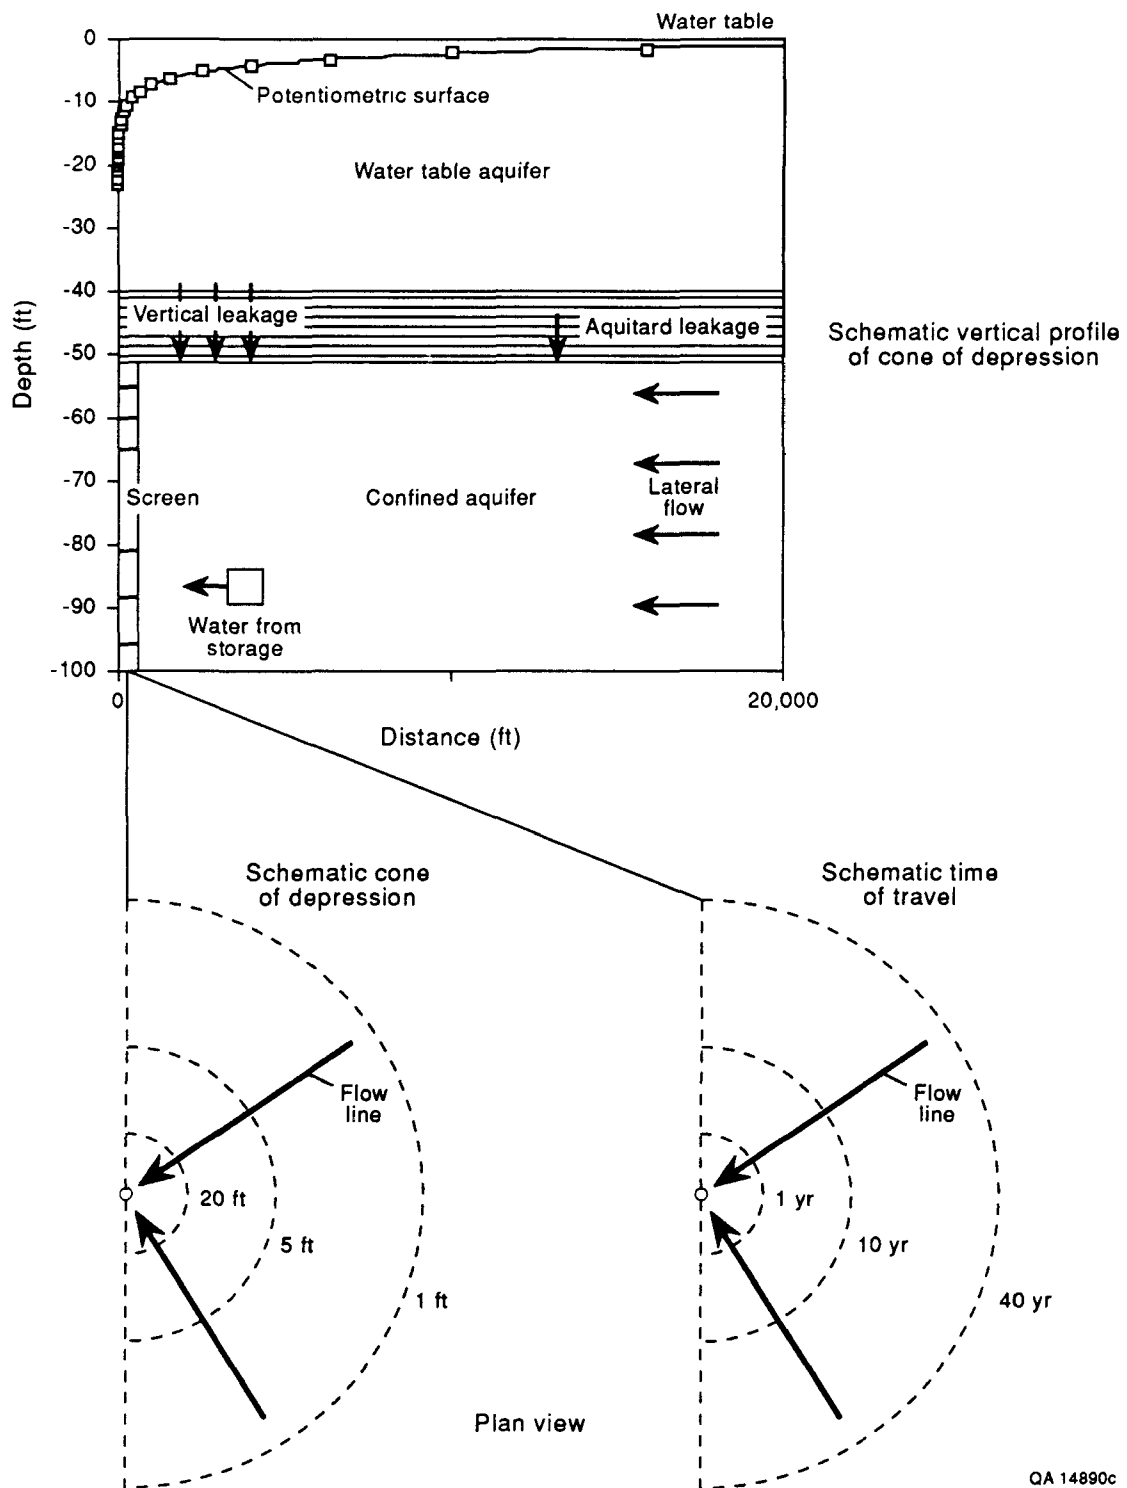 Water table
0
Potentiometric surface
-10
Water table aquifer
-20
-30
-40
Vertical leakage
Aquitard leakage
-50
Depth (ft)
Schematic vertical profile
of cone of depression
-60
-70
Screen
Confined aquifer
Lateral
flow
-80
-90
Water from
storage
-100
0
20,000
Distance (ft)
Schematic cone
of depression
Schematic time
of travel
Flow
line
20 ft
5 ft
1 ft
Flow
line
1 yr
10 yr
40 yr
Plan view
QA 14890c